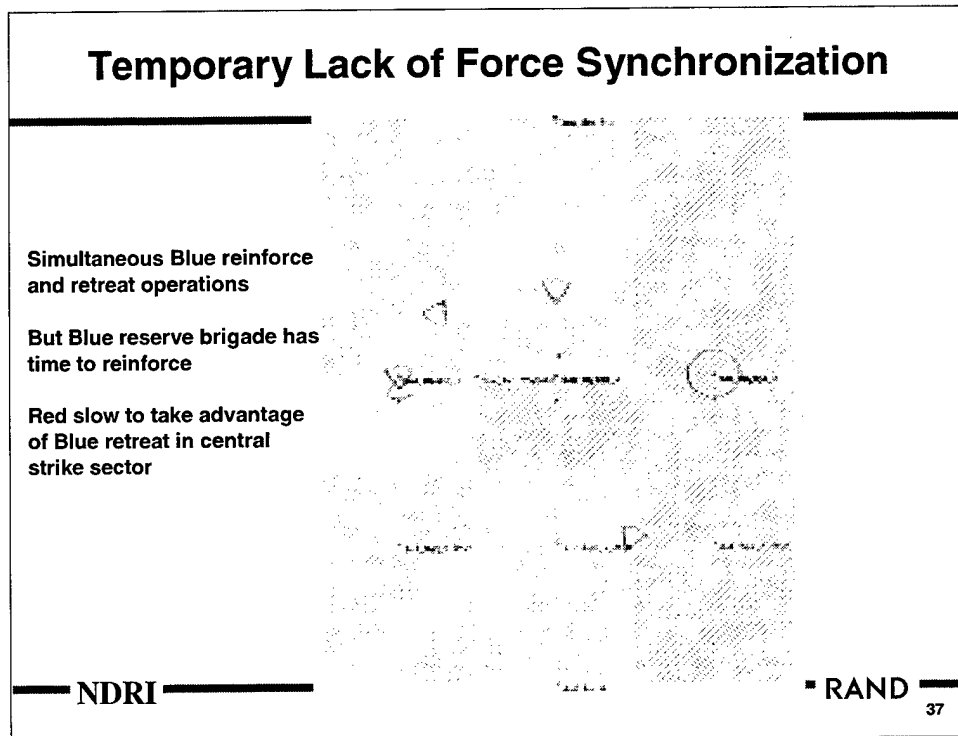 Temporary Lack of Force Synchronization
Simultaneous Blue reinforce
and retreat operations
But Blue reserve brigade has
time to reinforce
Red slow to take advantage
of Blue retreat in central
strike sector
NDRI
RAND
37